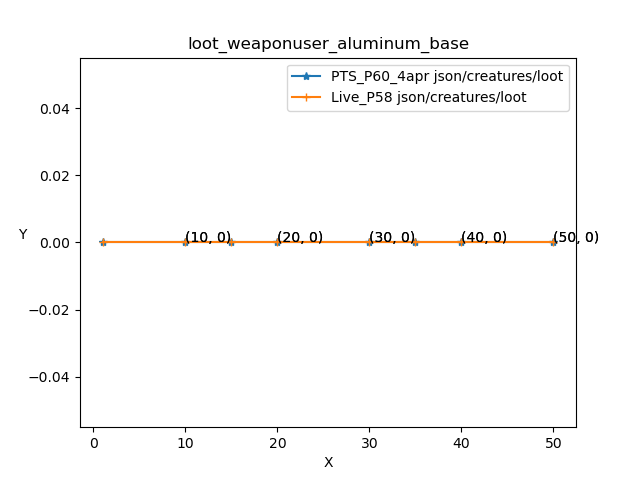 loot_weaponuser_aluminum_base
PTS_P60_4apr json/creatures/loot
Live_P58 json/creatures/loot
0.04
0.02
0.00
−0.02
−0.04
Y
(10, 0) (20, 0) (30, 0) (40, 0) (50, 0)
0 10 20 30 40 50
X